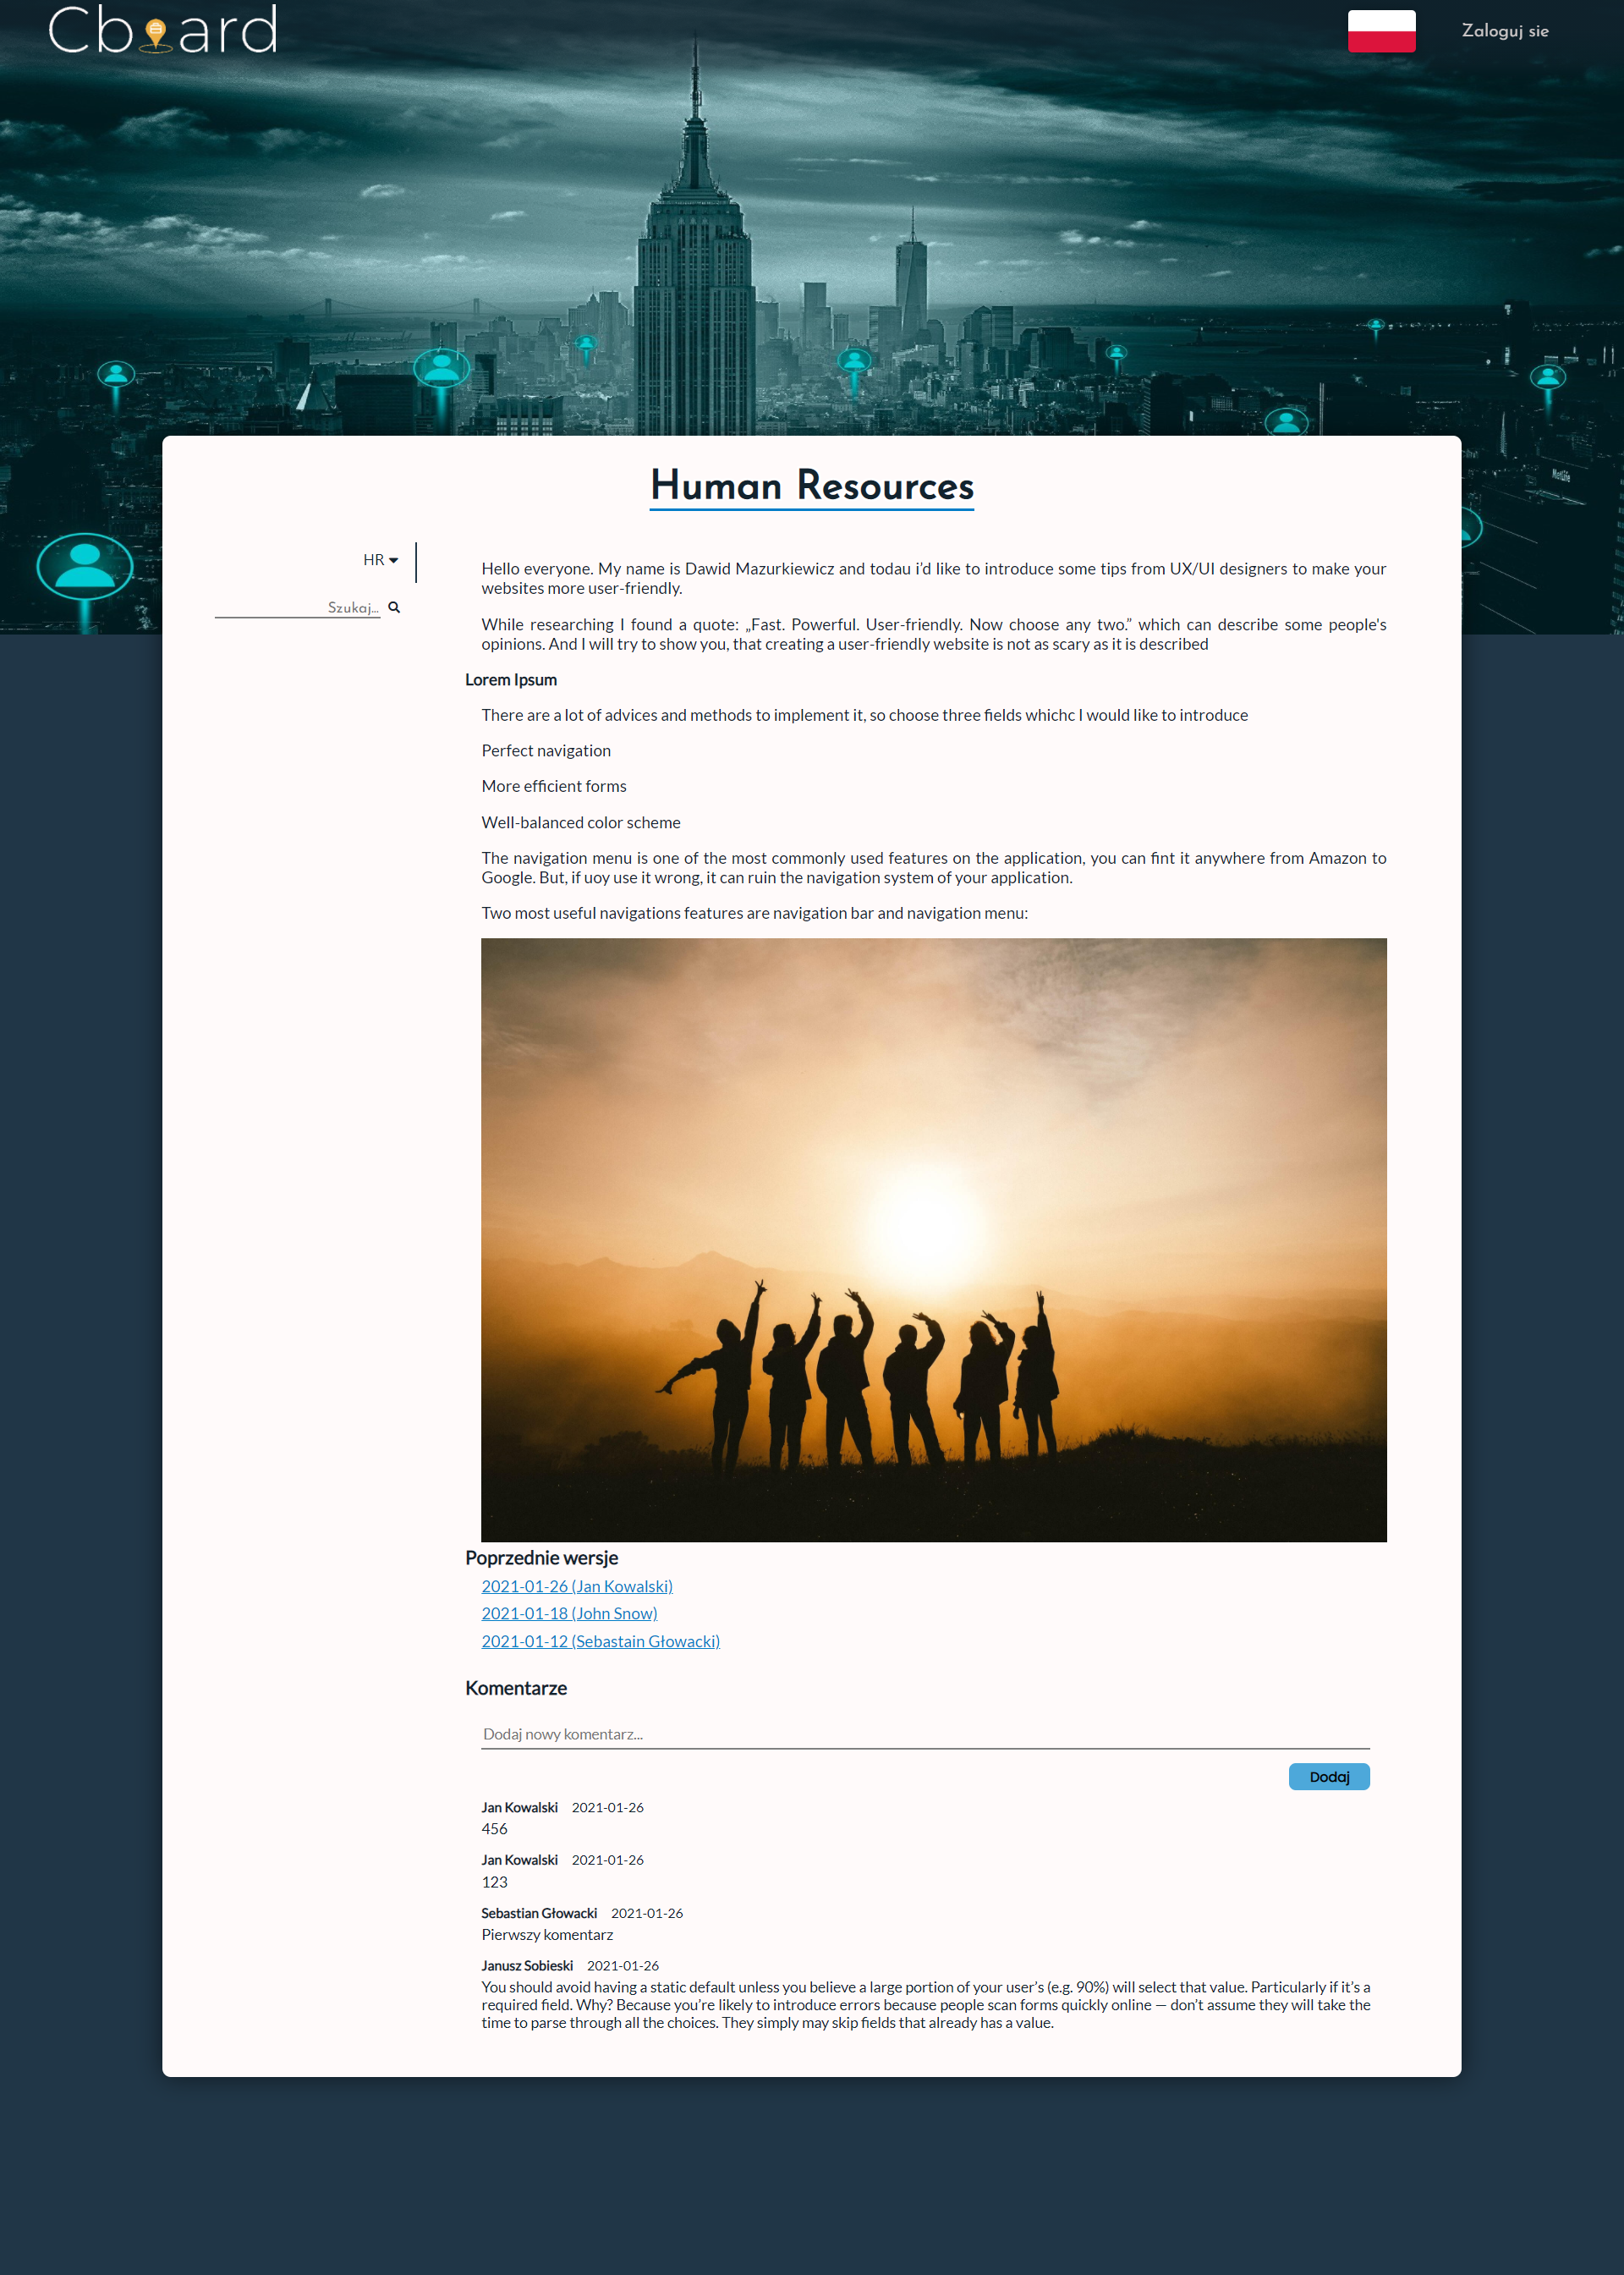 Cboard
Zaloguj sie
MetLife
Human Resources
HR
Szukaj...
Hello everyone. My name is Dawid Mazurkiewicz and todau i'd like to introduce some tips from UX/UI designers to make your
websites more user-friendly.
While researching I found a quote: „Fast. Powerful. User-friendly. Now choose any two.” which can describe some people's
opinions. And I will try to show you, that creating a user-friendly website is not as scary as it is described
Lorem Ipsum
There are a lot of advices and methods to implement it, so choose three fields whichc I would like to introduce
Perfect navigation
More efficient forms
Well-balanced color scheme
The navigation menu is one of the most commonly used features on the application, you can fint it anywhere from Amazon to
Google. But, if uoy use it wrong, it can ruin the navigation system of your application.
Two most useful navigations features are navigation bar and navigation menu:
Poprzednie wersje
2021-01-26 (Jan Kowalski)
2021-01-18 (John Snow)
2021-01-12 (Sebastain Głowacki)
Komentarze
Dodaj nowy komentarz...
Dodaj
Jan Kowalski 2021-01-26
456
Jan Kowalski 2021-01-26
123
Sebastian Głowacki 2021-01-26
Pierwszy komentarz
Janusz Sobieski 2021-01-26
You should avoid having a static default unless you believe a large portion of your user’s (e.g. 90%) will select that value. Particularly if it’s a
required field. Why? Because you’re likely to introduce errors because people scan forms quickly online — don’t assume they will take the
time to parse through all the choices. They simply may skip fields that already has a value.